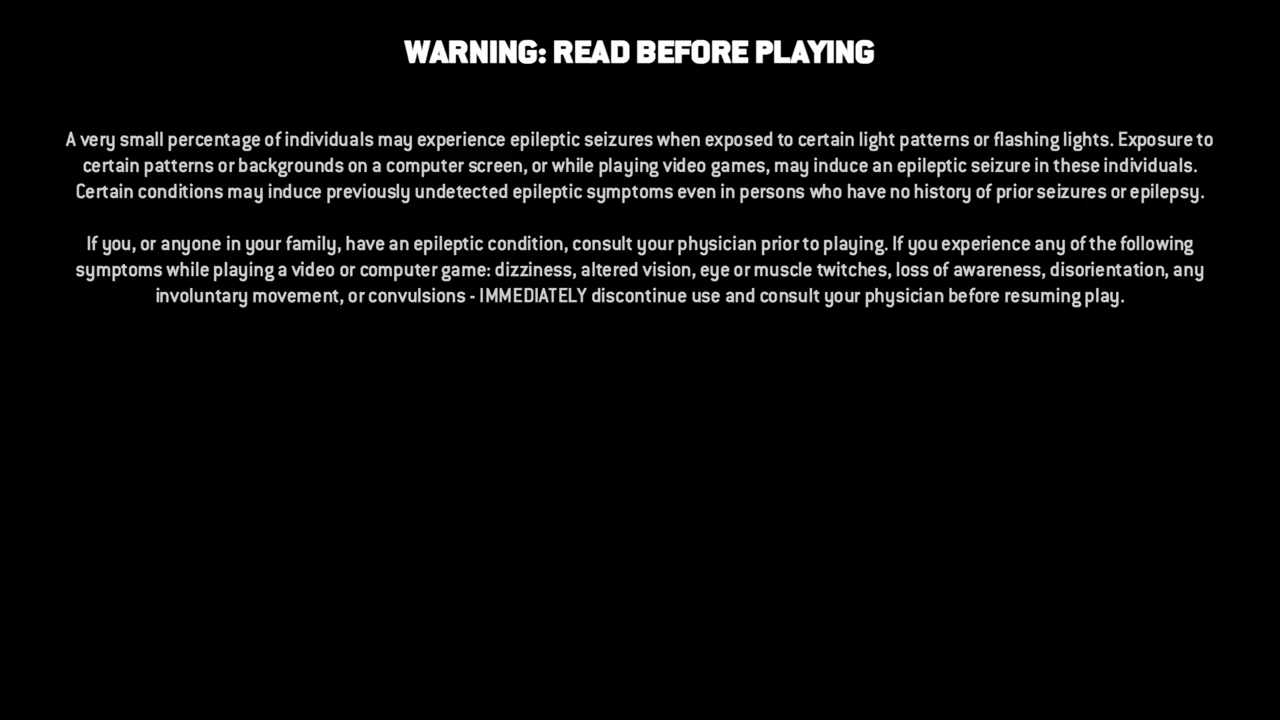 WARNING: READ BEFORE PLAYING
A very small percentage of individuals may experience epileptic seizures when exposed to certain light patterns or flashing lights. Exposure to
certain patterns or backgrounds on a computer screen, or while playing video games, may induce an epileptic seizure in these individuals.
Certain conditions may induce previously undetected epileptic symptoms even in persons who have no history of prior seizures or epilepsy.
If you, or anyone in your family, have an epileptic condition, consult your physician prior to playing. If you experience any of the following
symptoms while playing a video or computer game: dizziness, altered vision, eye or muscle twitches, loss of awareness, disorientation, any
involuntary movement, or convulsions - IMMEDIATELY discontinue use and consult your physician before resuming play.